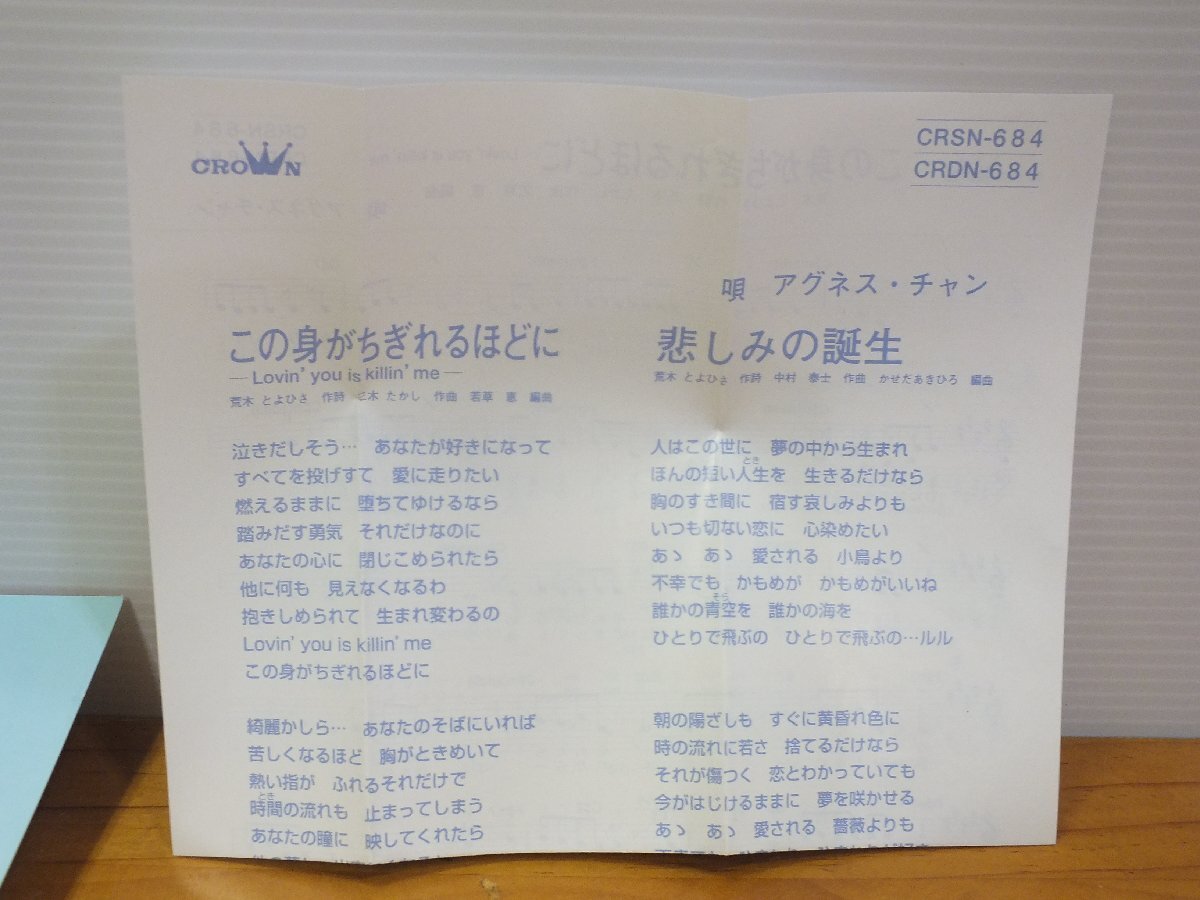 CROWN
CRSN-684
CRDN-684
唄 アグネス・チャン
この身がちぎれるほどに
—Lovin' you is killin' me—
荒木 とよひさ 作詩 三木 たかし 作曲 若草 恵 編曲
泣きだしそう… あなたが好きになって
すべてを投げすて 愛に走りたい
燃えるままに 堕ちてゆけるなら
踏みだす勇気 それだけなのに
あなたの心に 閉じこめられたら
他に何も 見えなくなるわ
抱きしめられて 生まれ変わるの
Lovin' you is killin' me
この身がちぎれるほどに
綺麗かしら… あなたのそばにいれば
苦しくなるほど 胸がときめいて
熱い指が ふれるそれだけで
とき
時間の流れも 止まってしまう
あなたの瞳に 映してくれたら
悲しみの誕生
荒木 とよひさ 作詩 中村 泰士 作曲 かせだあきひろ 編曲
人はこの世に 夢の中から生まれ
とき
ほんの短い人生を 生きるだけなら
胸のすき間に 宿す哀しみよりも
いつも切ない恋に 心染めたい
あゝ あゝ 愛される 小鳥より
不幸でも かもめが かもめがいいね
そら
誰かの青空を 誰かの海を
ひとりで飛ぶの ひとりで飛ぶの…ルル
朝の陽ざしも すぐに黄昏れ色に
時の流れに若さ 捨てるだけなら
それが傷つく 恋とわかっていても
今がはじけるままに 夢を咲かせる
あゝ あゝ 愛される 薔薇よりも